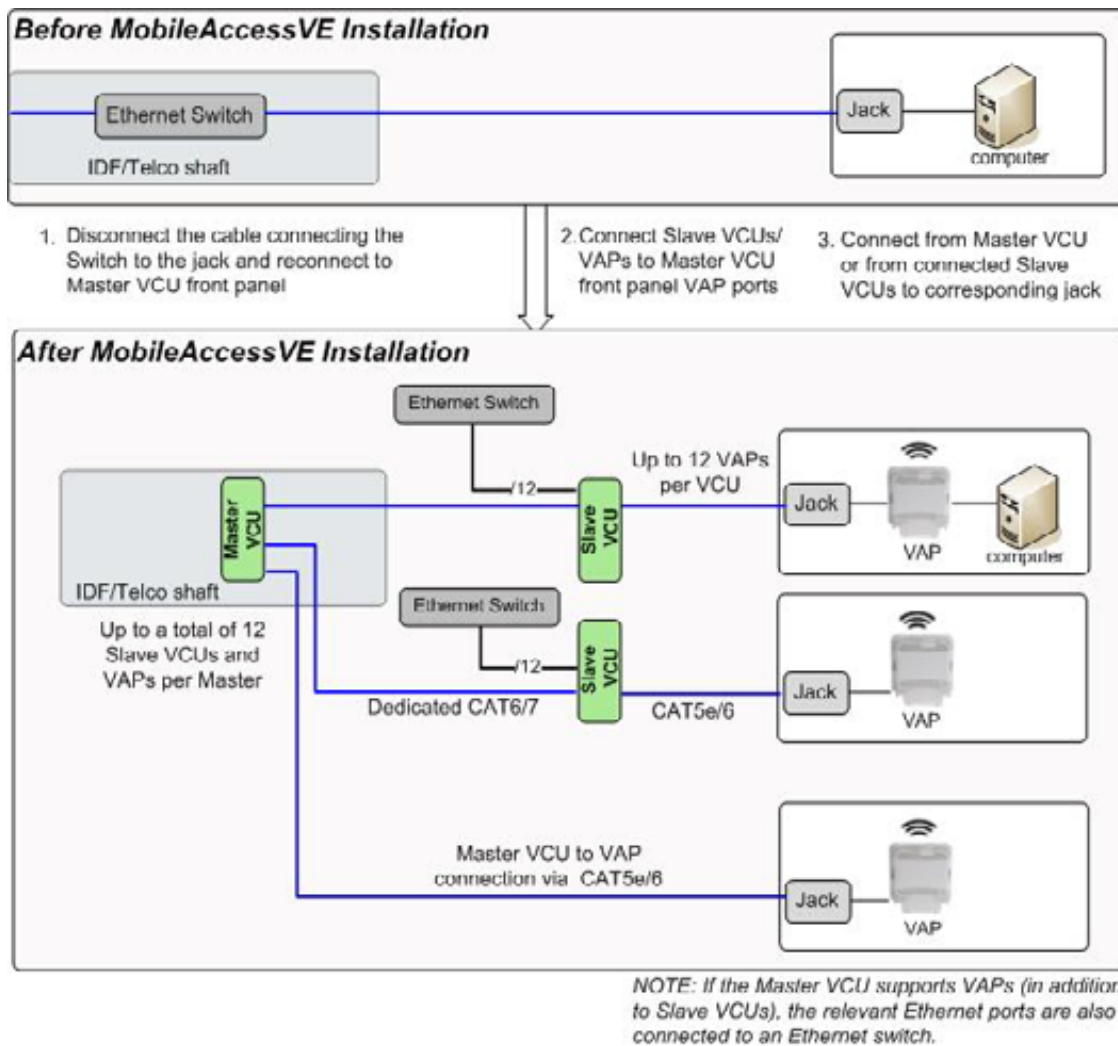 Before MobileAccessVE Installation
Ethernet Switch
Jack
computer
IDF/Telco shaft
1. Disconnect the cable connecting the
Switch to the jack and reconnect to
Master VCU front panel
2. Connect Slave VCUs/
VAPs to Master VCU
front panel VAP ports
3. Connect from Master VCU
or from connected Slave
VCUs to corresponding jack
After MobileAccessVE Installation
Ethernet Switch
/12
Up to 12 VAPs
per VCU
Master
VCU
Slave
VCU
Jack
VAP
computer
IDF/Telco shaft
Up to a total of 12
Slave VCUs and
VAPs per Master
Ethernet Switch
/12
Slave
VCU
Dedicated CAT6/7
CAT5e/6
Jack
VAP
Master VCU to VAP
connection via CAT5e/6
Jack
VAP
NOTE: If the Master VCU supports VAPs (in addition
to Slave VCUs), the relevant Ethernet ports are also
connected to an Ethernet switch.